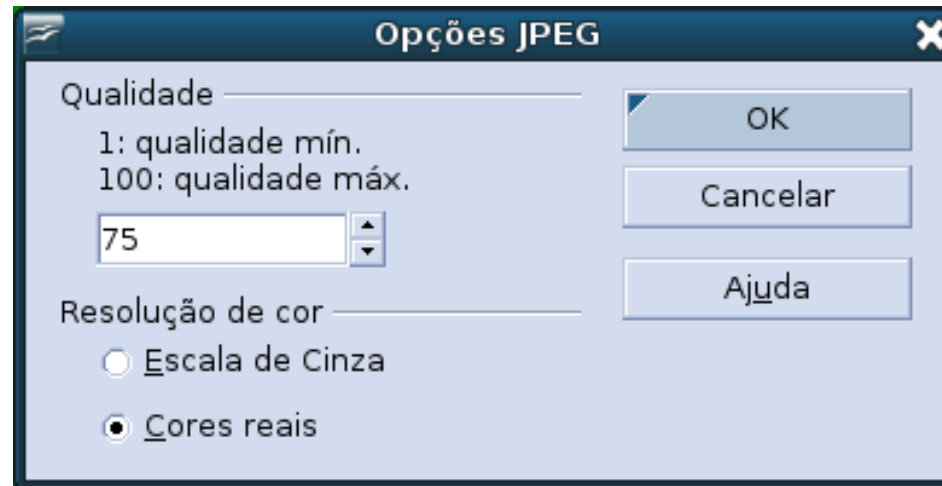 Opções JPEG
Qualidade
1: qualidade mín.
100: qualidade máx.
75
Resolução de cor
Escala de Cinza
Cores reais
OK
Cancelar
Ajuda